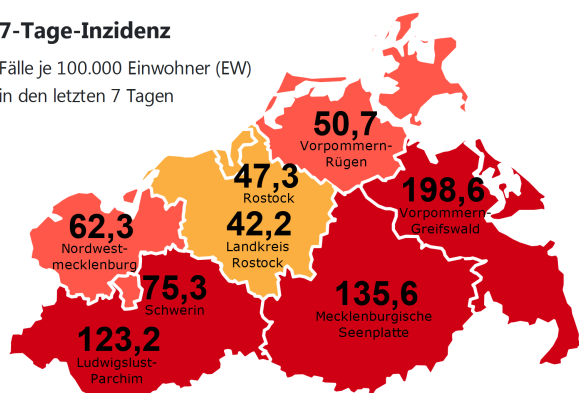 7-Tage-Inzidenz
Fälle je 100.000 Einwohner (EW)
in den letzten 7 Tagen
50,7
Vorpommern-
Rügen
47,3
Rostock
198,6
Vorpommern-
Greifswald
62,3
Nordwest-
mecklenburg
42,2
Landkreis
Rostock
75,3
Schwerin
135,6
Mecklenburgische
Seenplatte
123,2
Ludwigslust-
Parchim